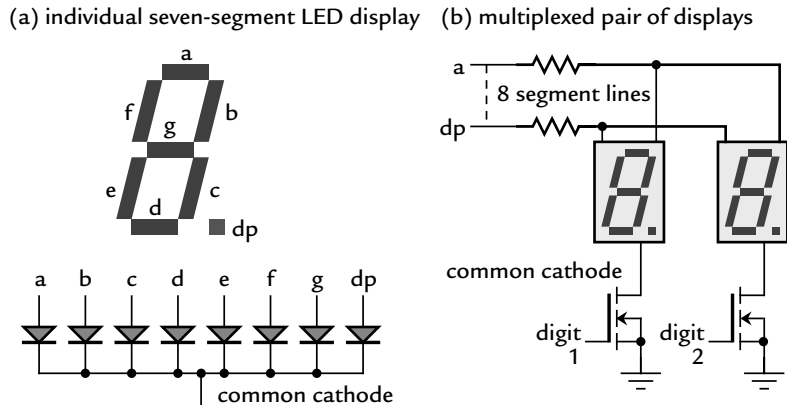 (a) individual seven-segment LED display
a
f
b
g
e
c
d
dp
a b c d e f g dp
common cathode
(b) multiplexed pair of displays
a
8 segment lines
dp
common cathode
digit
1
digit
2